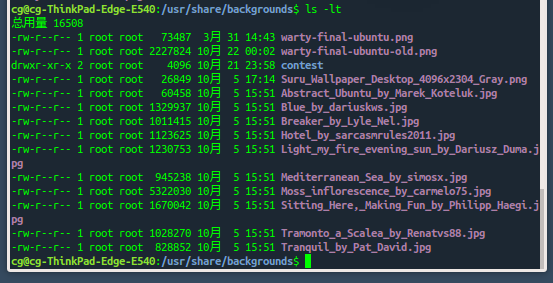 cg@cg-ThinkPad-Edge-E540:/usr/share/backgrounds$ ls -lt
总用量 16508
-rw-r--r-- 1 root root   73487  3月 31 14:43 warty-final-ubuntu.png
-rw-r--r-- 1 root root 2227824 10月 22 00:02 warty-final-ubuntu-old.png
drwxr-xr-x 2 root root    4096 10月 21 23:58 contest
-rw-r--r-- 1 root root   26849 10月  5 17:14 Suru_Wallpaper_Desktop_4096x2304_Gray.png
-rw-r--r-- 1 root root   60458 10月  5 15:51 Abstract_Ubuntu_by_Marek_Koteluk.jpg
-rw-r--r-- 1 root root 1329937 10月  5 15:51 Blue_by_dariuskws.jpg
-rw-r--r-- 1 root root 1011415 10月  5 15:51 Breaker_by_Lyle_Nel.jpg
-rw-r--r-- 1 root root 1123625 10月  5 15:51 Hotel_by_sarcasmrules2011.jpg
-rw-r--r-- 1 root root 1230753 10月  5 15:51 Light_my_fire_evening_sun_by_Dariusz_Duma.j
pg
-rw-r--r-- 1 root root  945238 10月  5 15:51 Mediterranean_Sea_by_simosx.jpg
-rw-r--r-- 1 root root 5322030 10月  5 15:51 Moss_inflorescence_by_carmelo75.jpg
-rw-r--r-- 1 root root 1670042 10月  5 15:51 Sitting_Here,_Making_Fun_by_Philipp_Haegi.j
pg
-rw-r--r-- 1 root root 1028270 10月  5 15:51 Tramonto_a_Scalea_by_Renatvs88.jpg
-rw-r--r-- 1 root root  828852 10月  5 15:51 Tranquil_by_Pat_David.jpg
cg@cg-ThinkPad-Edge-E540:/usr/share/backgrounds$